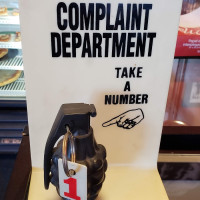 COMPLAINT
DEPARTMENT
TAKE
A
NUMBER
1